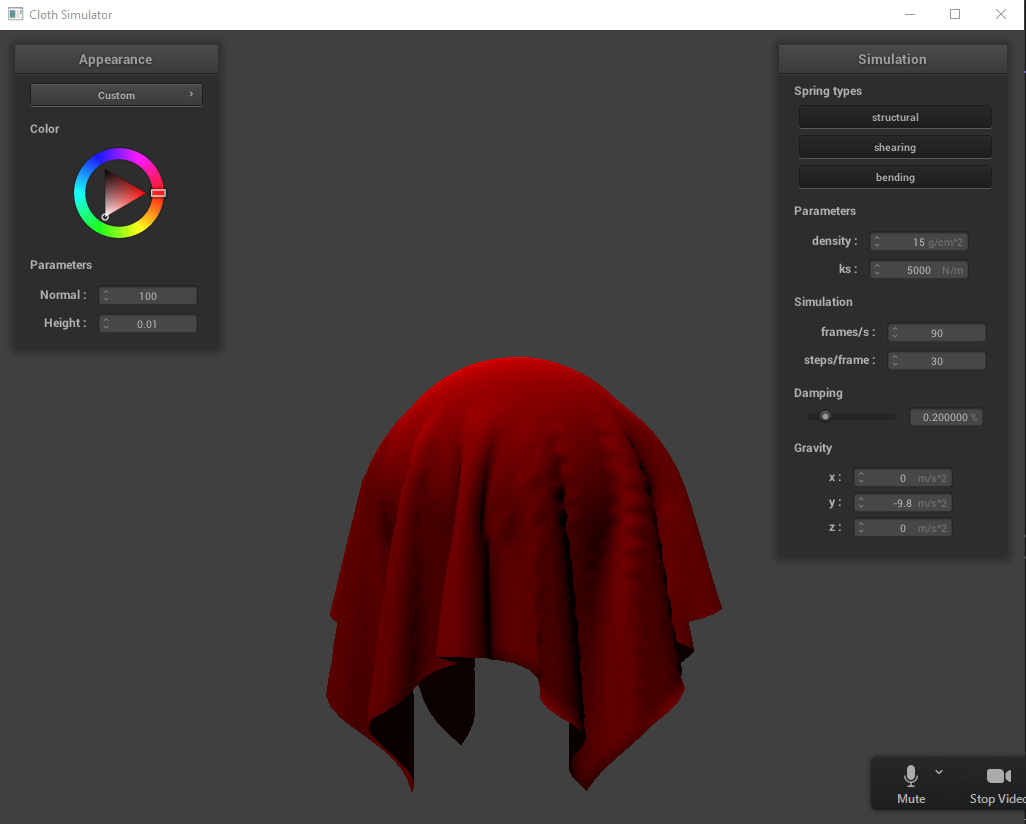 Cloth Simulator
Appearance
Custom
Color
Parameters
Normal : 100
Height : 0.01
Simulation
Spring types
structural
shearing
bending
Parameters
density : 15 g/cm^2
ks : 5000 N/m
Simulation
frames/s : 90
steps/frame : 30
Damping
0.200000 %
Gravity
x : 0 m/s^2
y : -9.8 m/s^2
z : 0 m/s^2
Mute
Stop Video